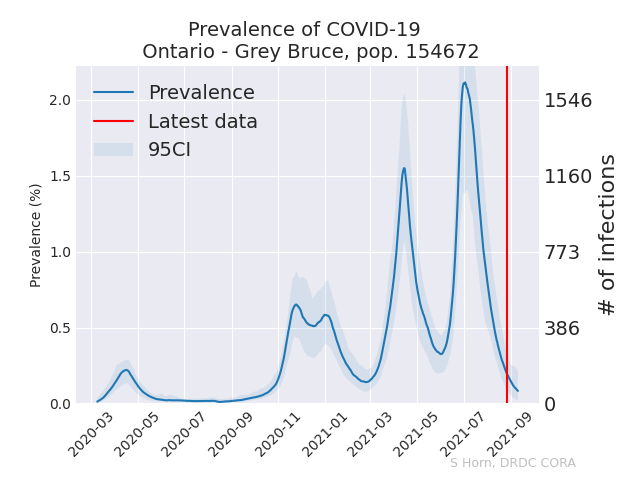 Prevalence of COVID-19
Ontario - Grey Bruce, pop. 154672
Prevalence
Latest data
95CI
Prevalence (%)
2.0
1.5
1.0
0.5
0.0
1546
1160
773
386
0
# of infections
2020-03
2020-05
2020-07
2020-09
2020-11
2021-01
2021-03
2021-05
2021-07
2021-09
S Horn, DRDC CORA